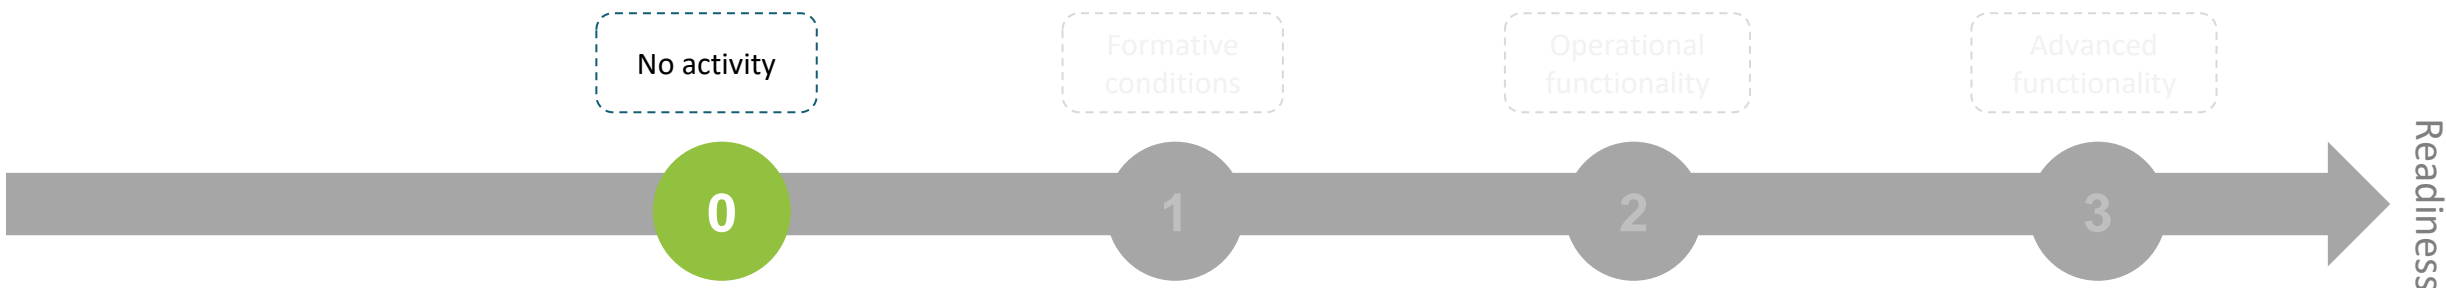 No activity
Formative
conditions
Operational
functionality
Advanced
functionality
0
1
2
3
Readiness